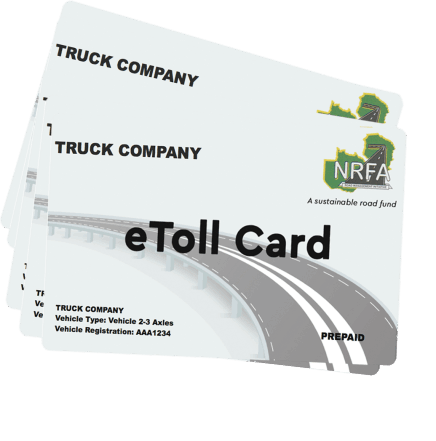 TRUCK COMPANY
TRUCK COMPANY
NRFA
A sustainable road fund
eToll Card
TRUCK COMPANY
Vehicle Type: Vehicle 2-3 Axles
Vehicle Registration: AAA1234
PREPAID